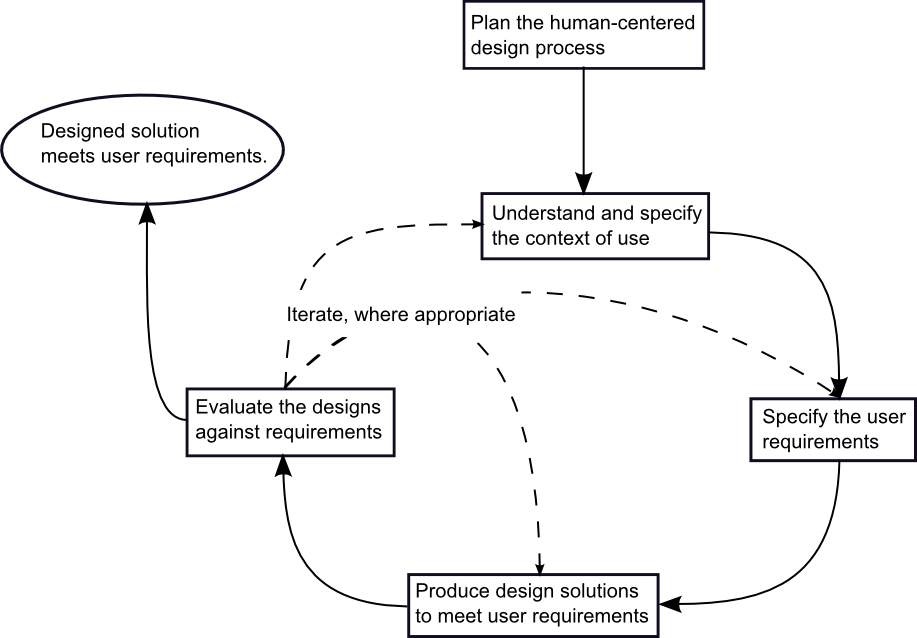 Plan the human-centered
design process
Designed solution
meets user requirements.
Understand and specify
the context of use
Iterate, where appropriate
Evaluate the designs
against requirements
Specify the user
requirements
Produce design solutions
to meet user requirements